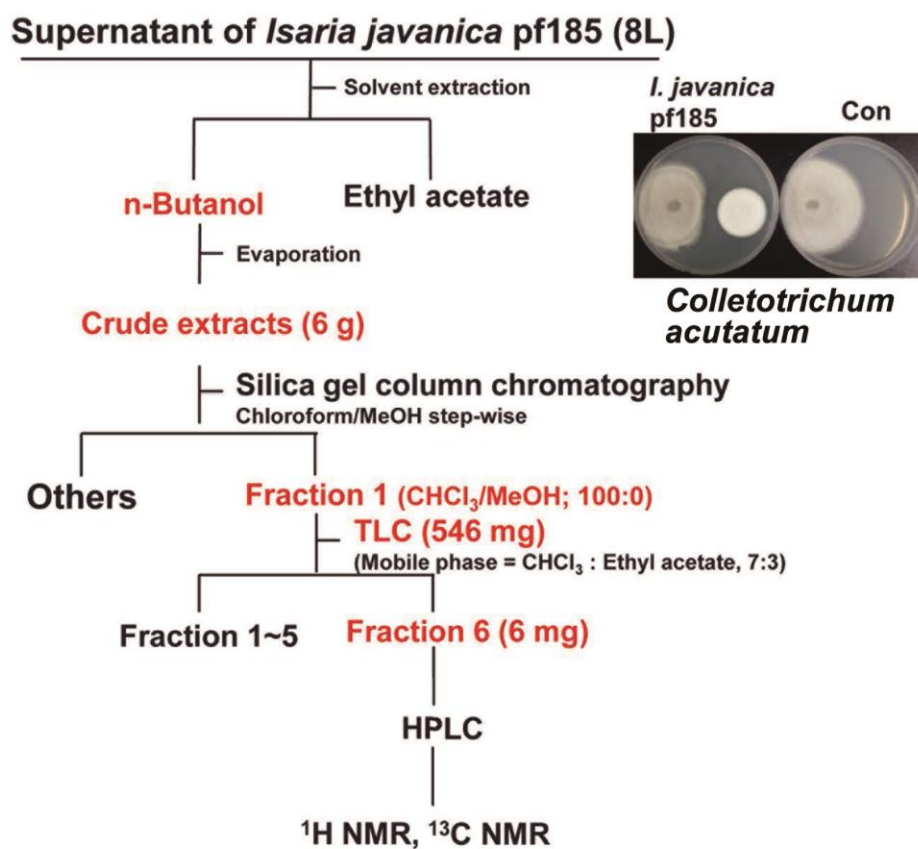 Supernatant of Isaria javanica pf185 (8L)
Solvent extraction
I. javanica
pf185
Con
n-Butanol
Ethyl acetate
Evaporation
Colletotrichum
acutatum
Crude extracts (6 g)
Silica gel column chromatography
Chloroform/MeOH step-wise
Others
Fraction 1 (CHCl₃/MeOH; 100:0)
TLC (546 mg)
(Mobile phase = CHCl₃ : Ethyl acetate, 7:3)
Fraction 1~5
Fraction 6 (6 mg)
HPLC
¹H NMR, ¹³C NMR